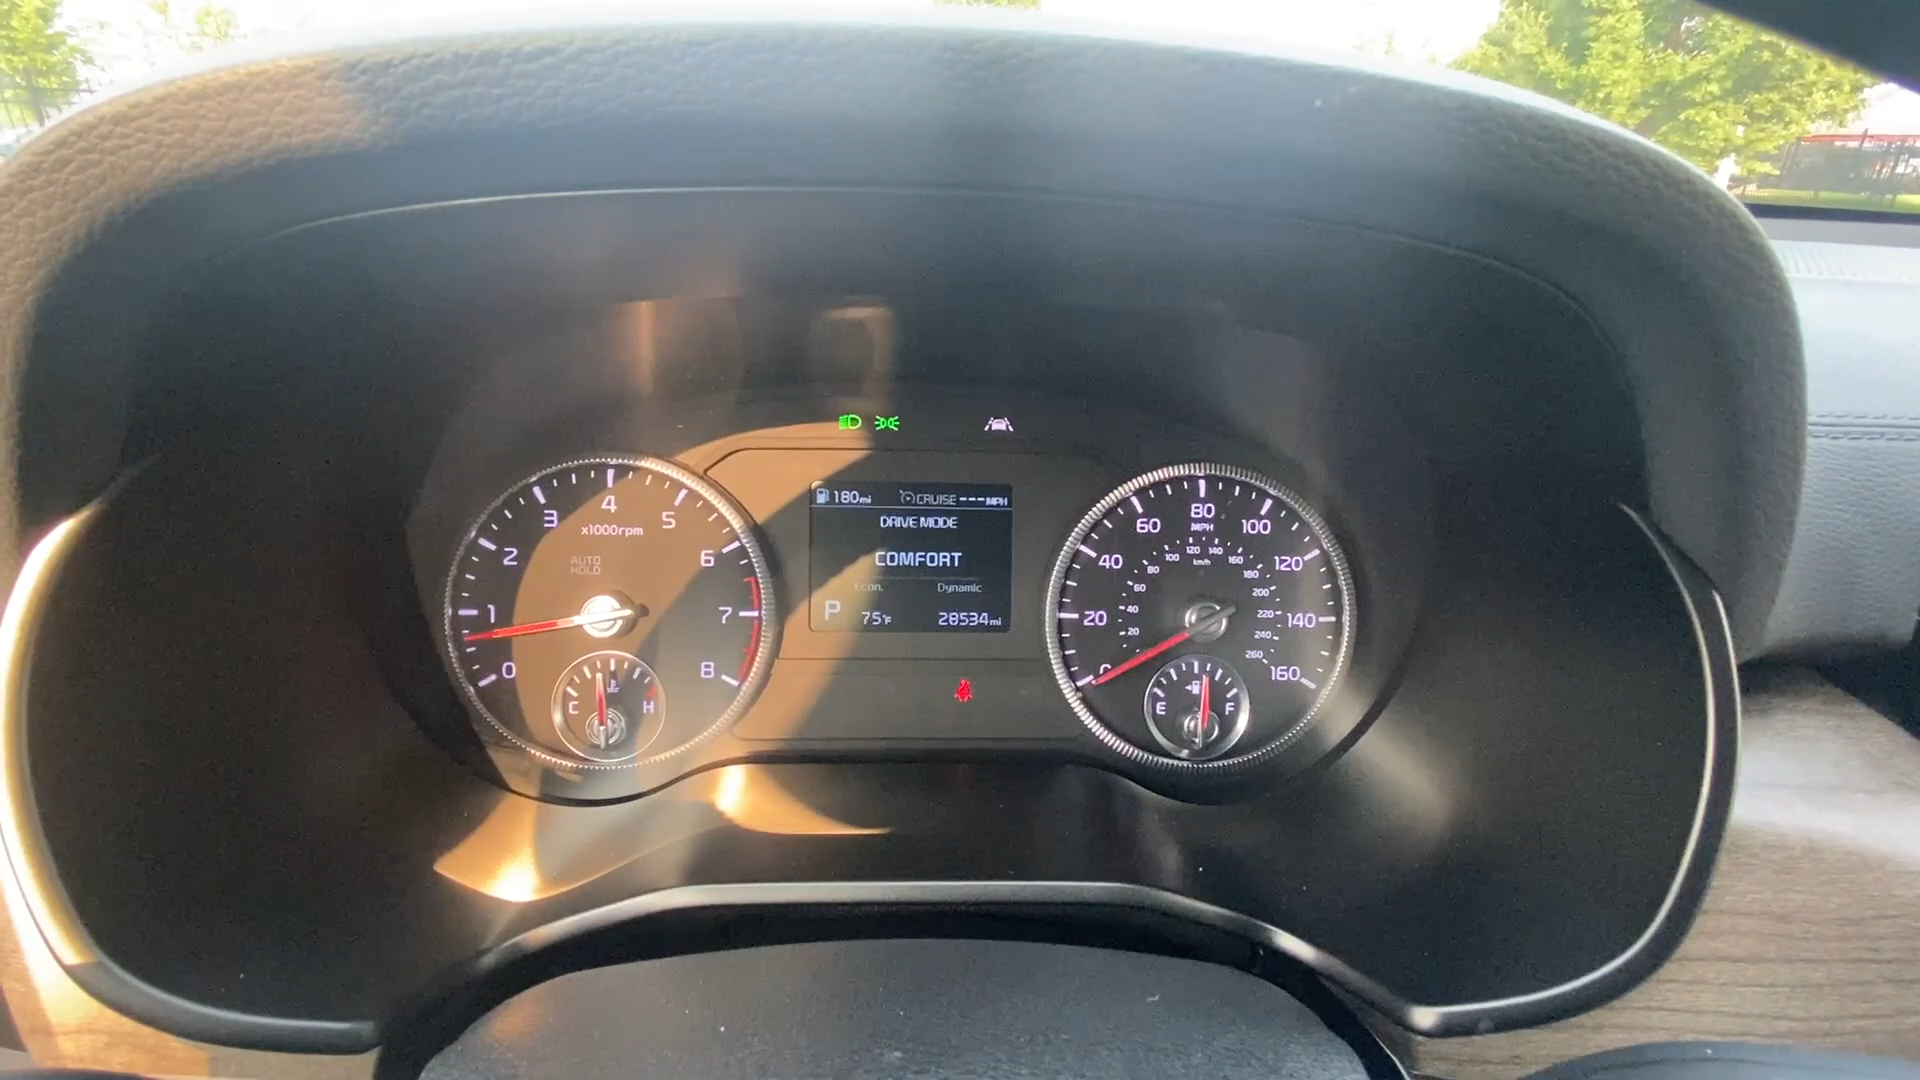 180mi CRUISE ---MPH
DRIVE MODE
COMFORT
Econ. Dynamic
P 75°F 28534mi
0 1 2 3 4 5 6 7 8
x1000rpm
AUTO
HOLD
C H
0 20 40 60 80 100 120 140 160
MPH
20 40 60 80 100 120 140 160 180 200 220 240 260
km/h
E F